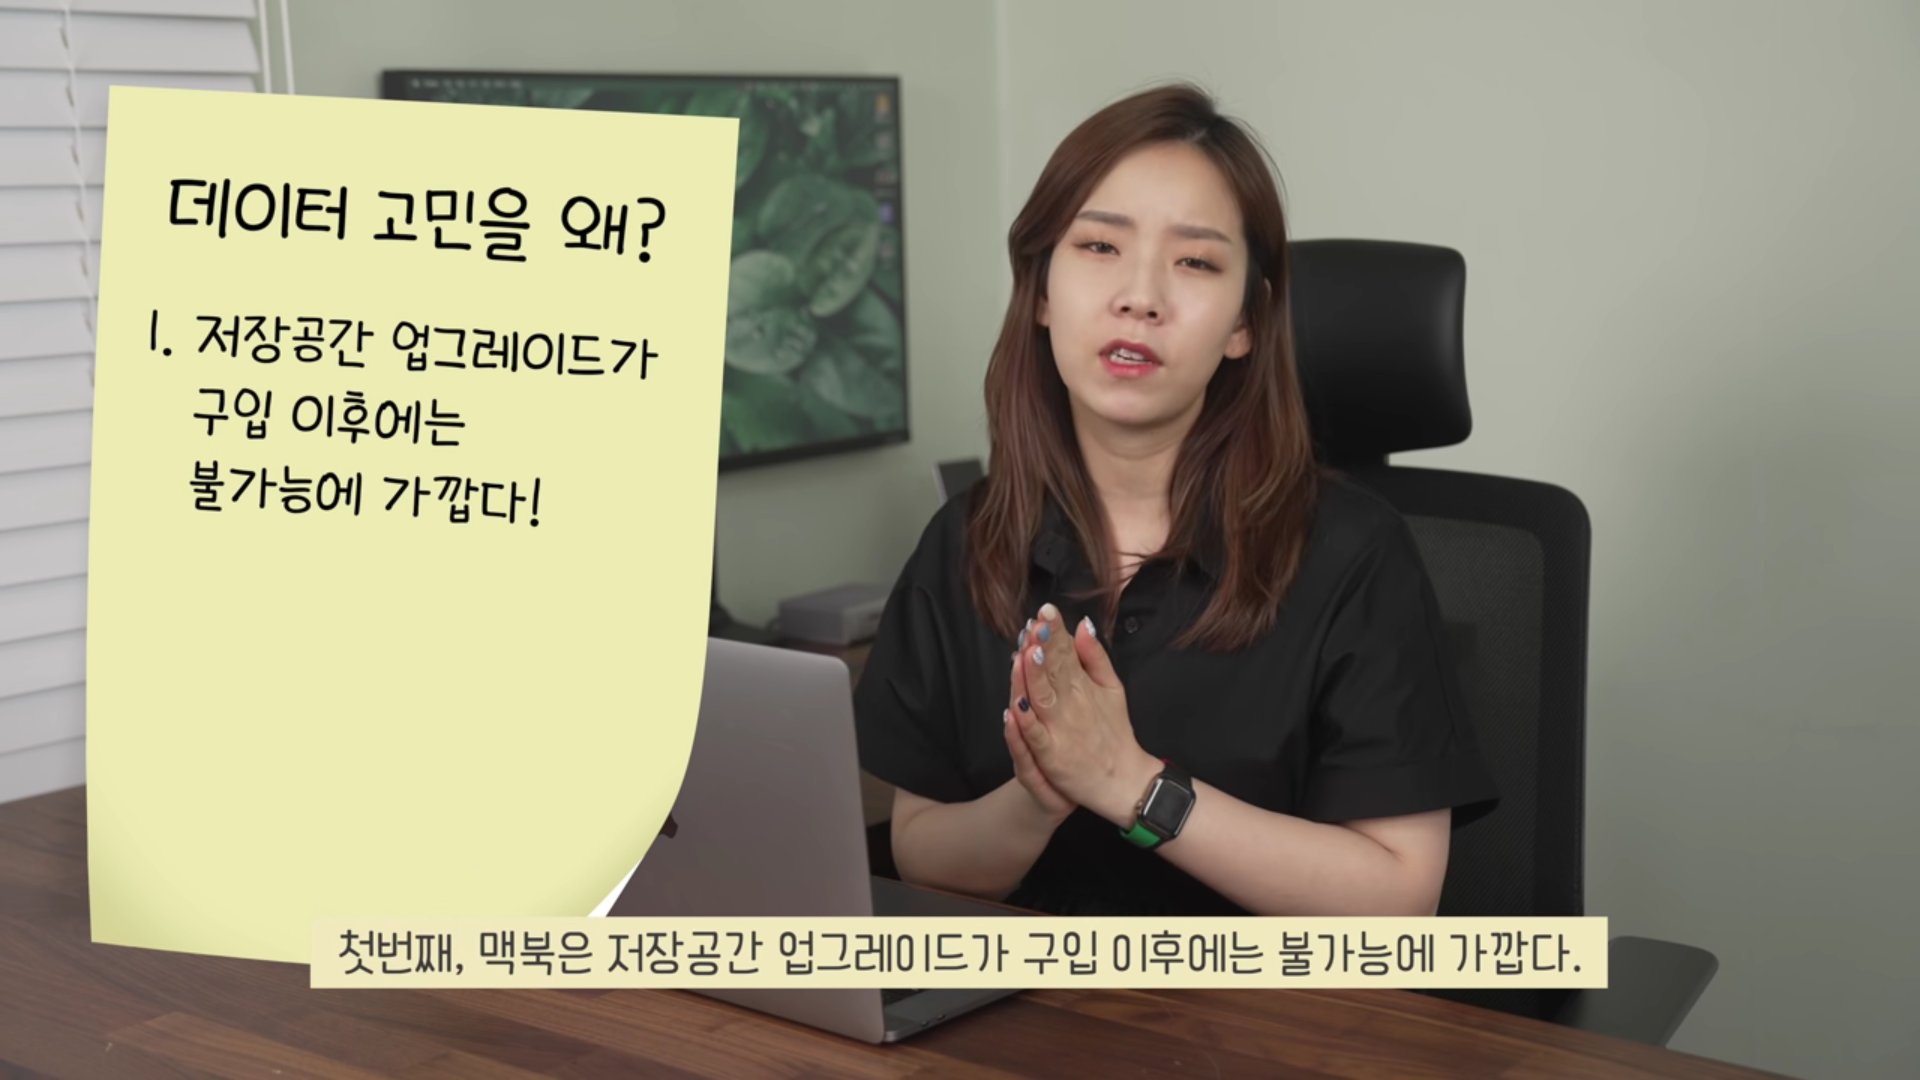 데이터 고민을 왜?
1. 저장공간 업그레이드가
구입 이후에는
불가능에 가깝다!
첫번째, 맥북은 저장공간 업그레이드가 구입 이후에는 불가능에 가깝다.